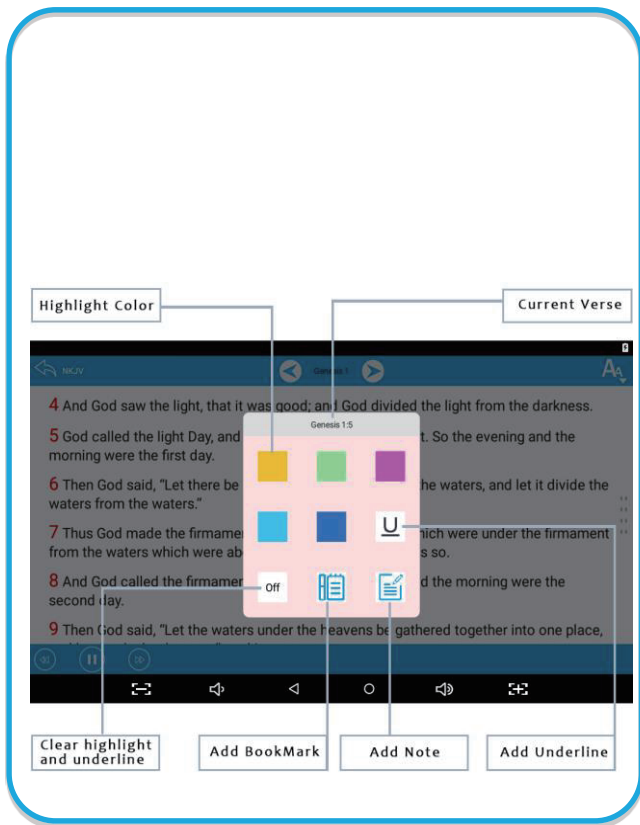 Highlight Color
Current Verse
NKJV
Genesis 1
AA
4 And God saw the light, that it was good; and God divided the light from the darkness.
Genesis 1:5
5 God called the light Day, and t. So the evening and the
morning were the first day.
6 Then God said, “Let there be he waters, and let it divide the
waters from the waters.”
7 Thus God made the firmame hich were under the firmament
U
from the waters which were ab s so.
8 And God called the firmame d the morning were the
Off
second day.
9 Then God said, “Let the waters under the heavens be gathered together into one place,
Clear highlight
and underline
Add BookMark
Add Note
Add Underline